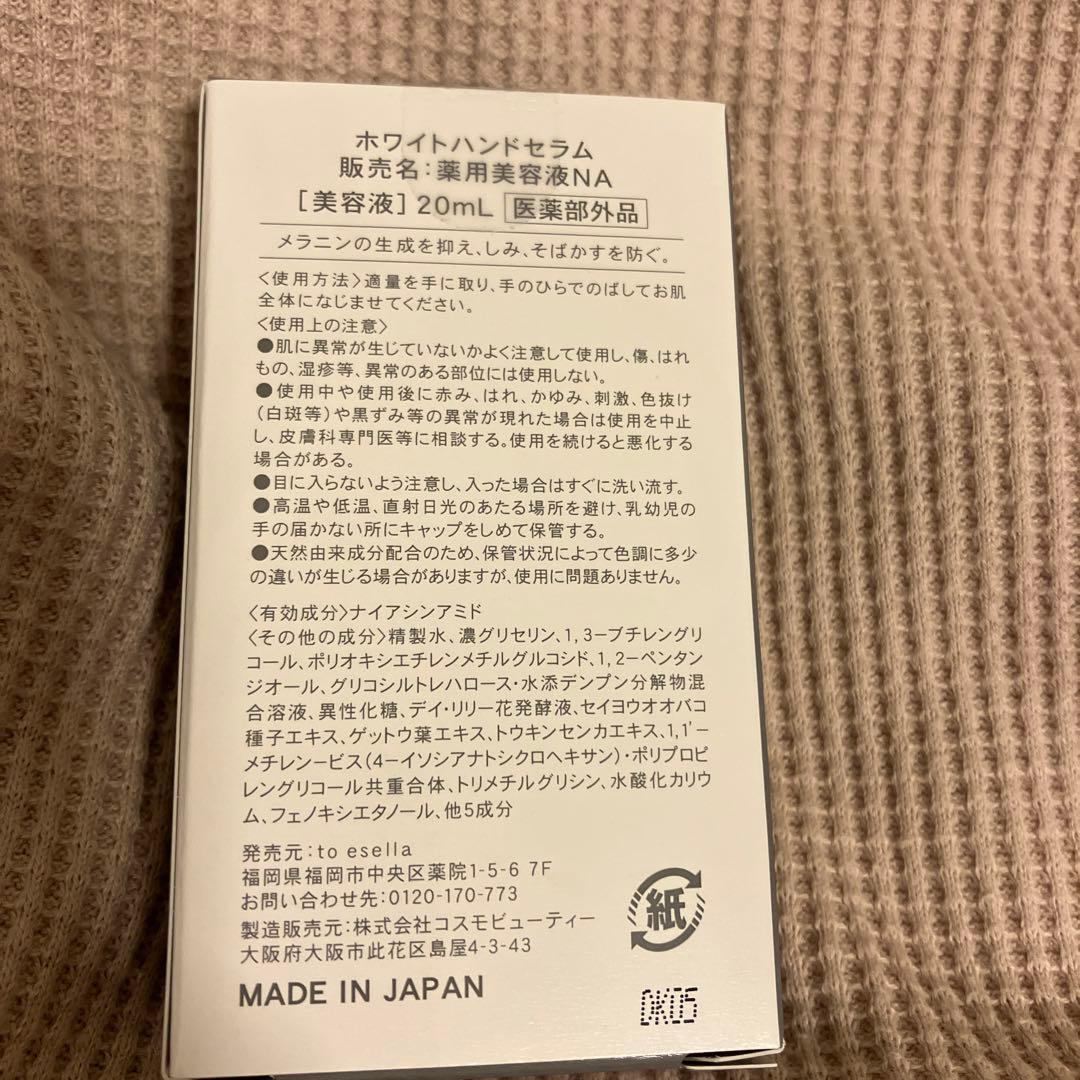 ホワイトハンドセラム
販売名：薬用美容液NA
［美容液］20mL 医薬部外品
メラニンの生成を抑え、しみ、そばかすを防ぐ。
〈使用方法〉適量を手に取り、手のひらでのばしてお肌
全体になじませてください。
〈使用上の注意〉
●肌に異常が生じていないかよく注意して使用し、傷、はれ
もの、湿疹等、異常のある部位には使用しない。
●使用中や使用後に赤み、はれ、かゆみ、刺激、色抜け
（白斑等）や黒ずみ等の異常が現れた場合は使用を中止
し、皮膚科専門医等に相談する。使用を続けると悪化する
場合がある。
●目に入らないよう注意し、入った場合はすぐに洗い流す。
●高温や低温、直射日光のあたる場所を避け、乳幼児の
手の届かない所にキャップをしめて保管する。
●天然由来成分配合のため、保管状況によって色調に多少
の違いが生じる場合がありますが、使用に問題ありません。
〈有効成分〉ナイアシンアミド
〈その他の成分〉精製水、濃グリセリン、1，3－ブチレングリ
コール、ポリオキシエチレンメチルグルコシド、1，2－ペンタン
ジオール、グリコシルトレハロース・水添デンプン分解物混
合溶液、異性化糖、デイ・リリー花発酵液、セイヨウオオバコ
種子エキス、ゲットウ葉エキス、トウキンセンカエキス、1，1'－
メチレン－ビス（4－イソシアナトシクロヘキサン）・ポリプロピ
レングリコール共重合体、トリメチルグリシン、水酸化カリウ
ム、フェノキシエタノール、他5成分
発売元：to esella
福岡県福岡市中央区薬院1-5-6 7F
お問い合わせ先：0120-170-773
製造販売元：株式会社コスモビューティー
大阪府大阪市此花区島屋4-3-43
紙
MADE IN JAPAN
DK05